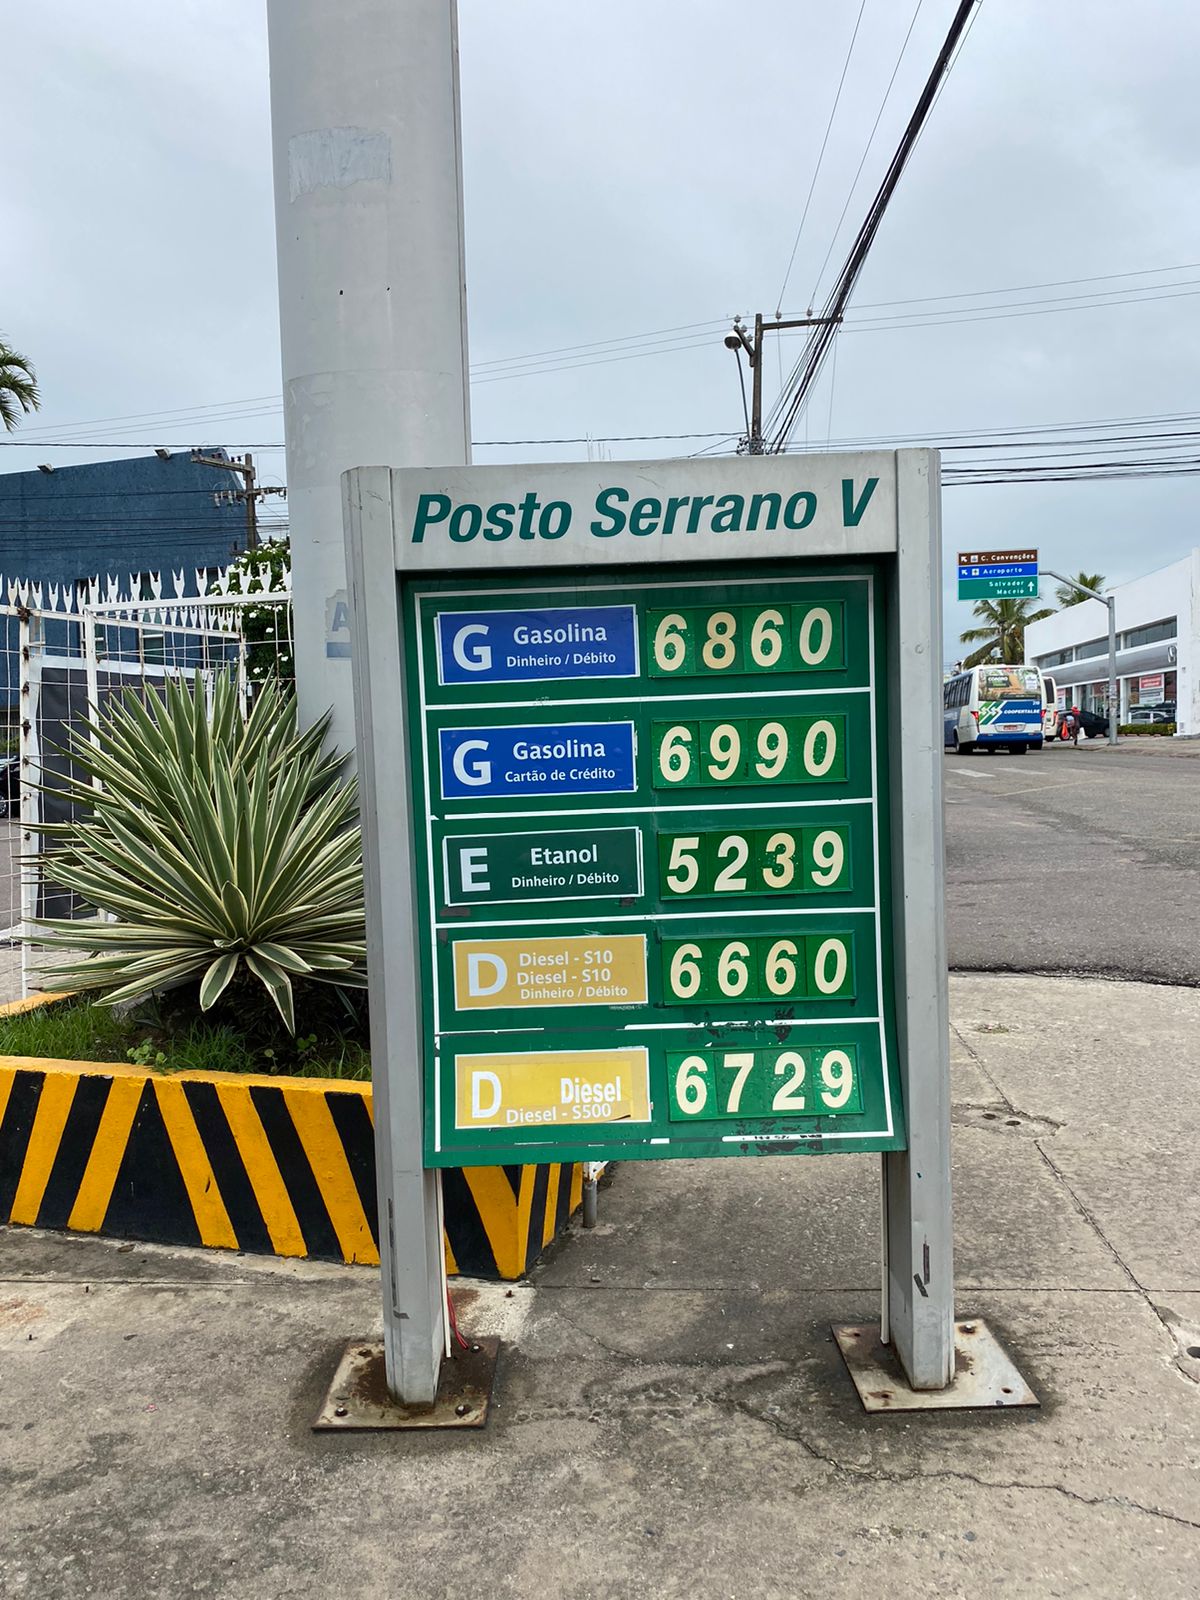 Posto Serrano V
G Gasolina 6860
Dinheiro / Débito
G Gasolina 6990
Cartão de Crédito
E Etanol 5239
Dinheiro / Débito
D Diesel - S10 6660
Diesel - S10
Dinheiro / Débito
D Diesel 6729
Diesel - S500
C. Convenções
Aeroporto
Salvador
Maceió
COOPERTALSE